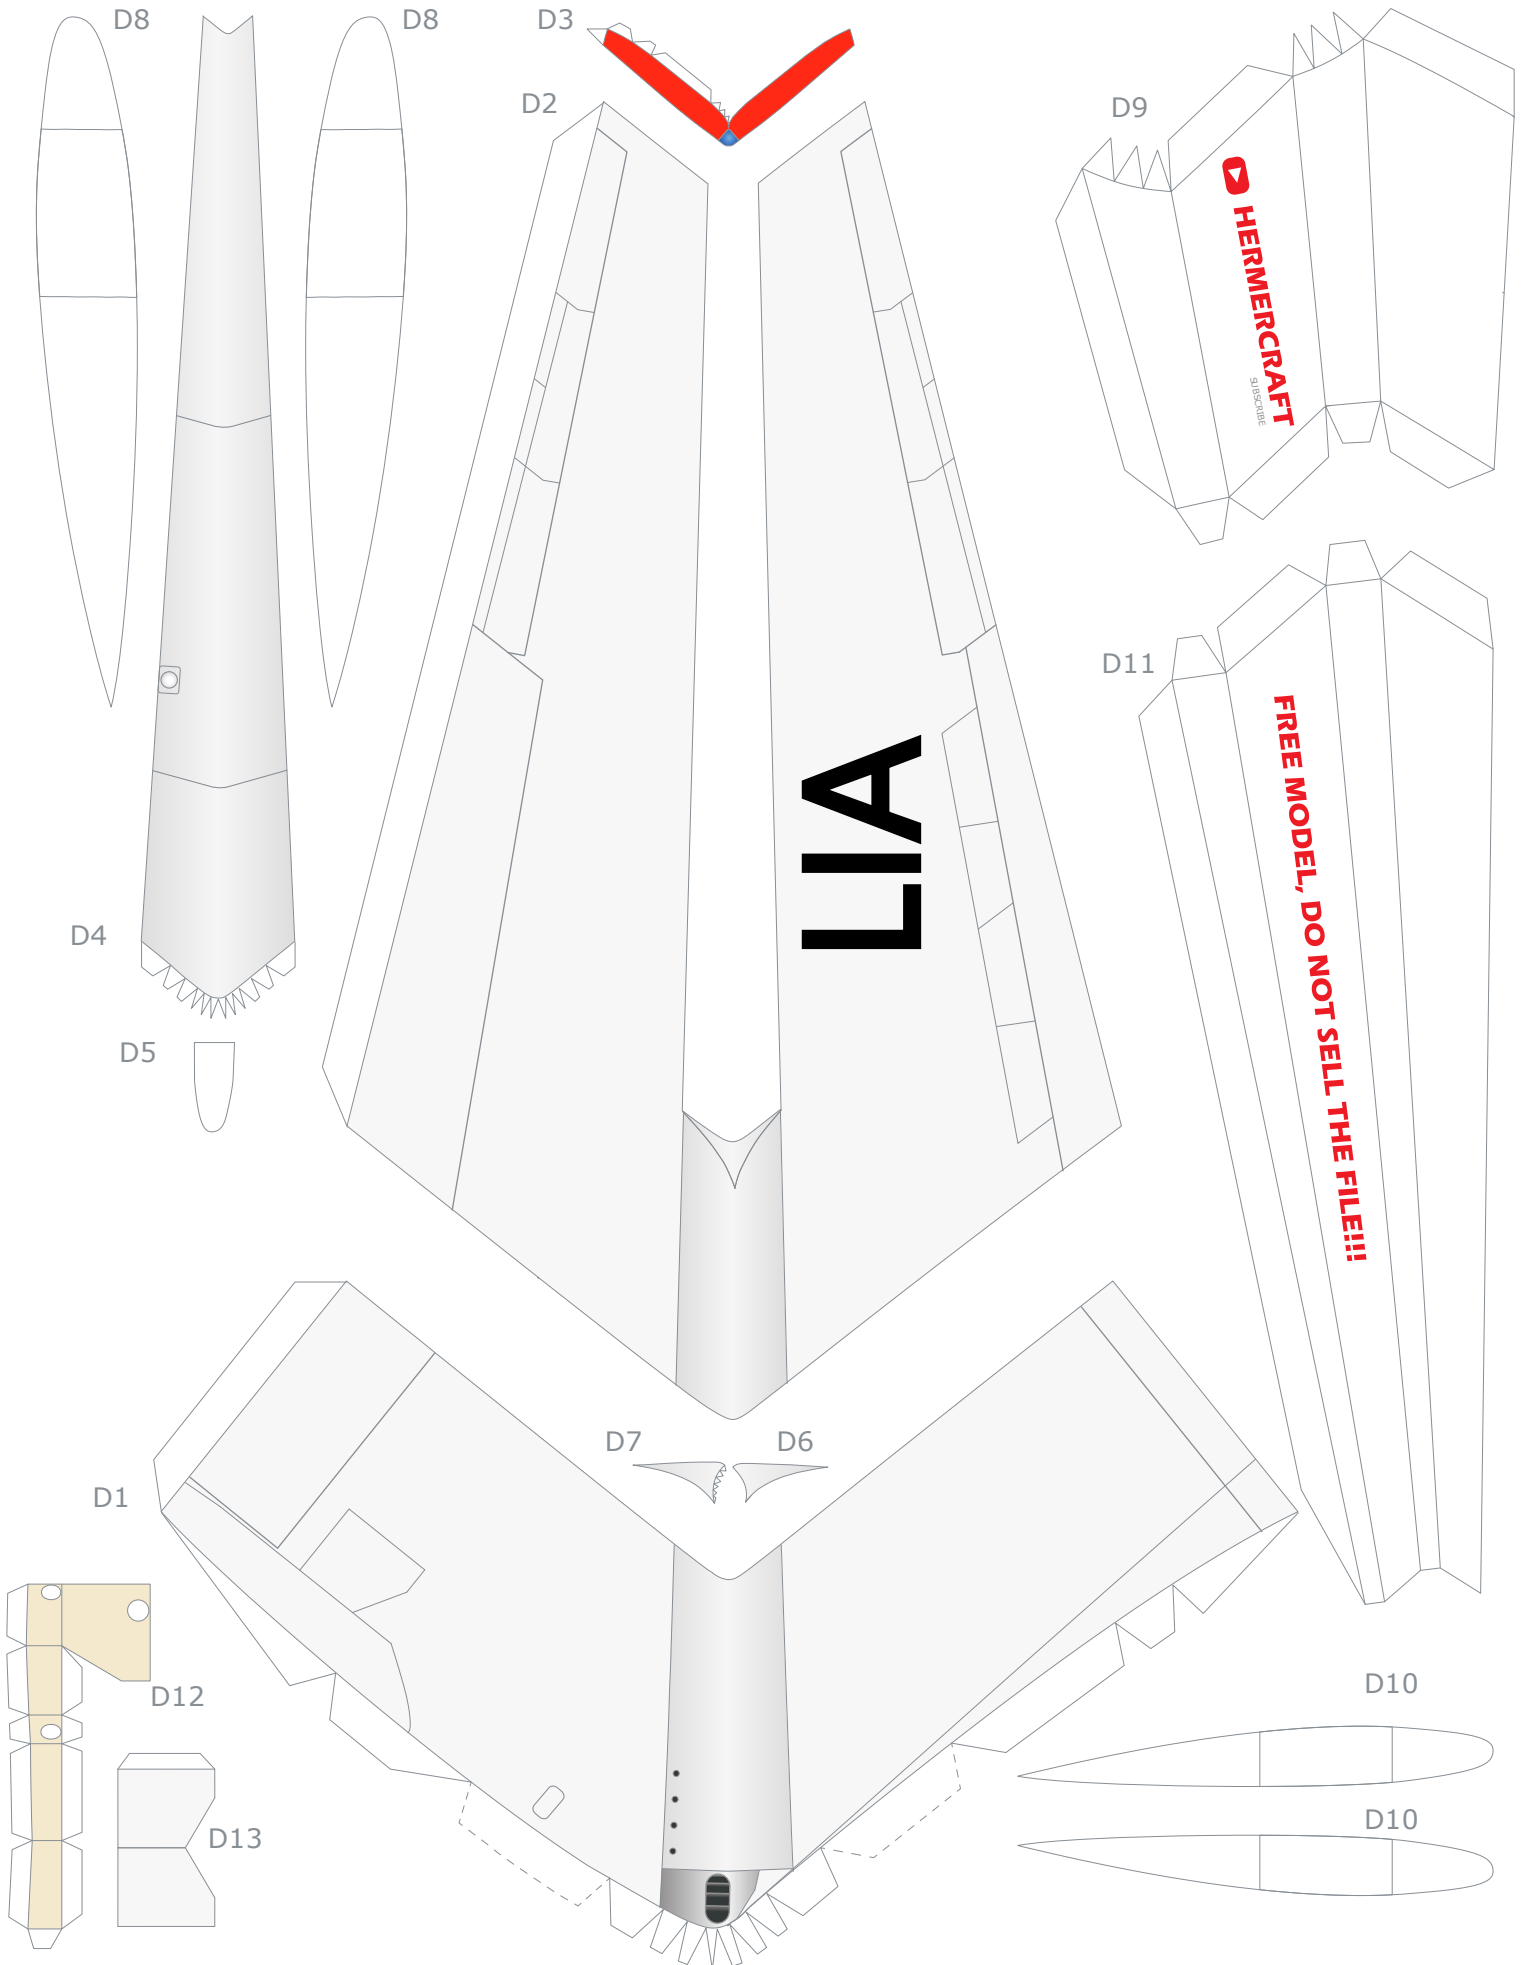 D8
D8
D3
D2
D9
HERMERCRAFT
SUBSCRIBE
D11
FREE MODEL, DO NOT SELL THE FILE!!!
LIA
D4
D5
D7
D6
D1
D12
D13
D10
D10